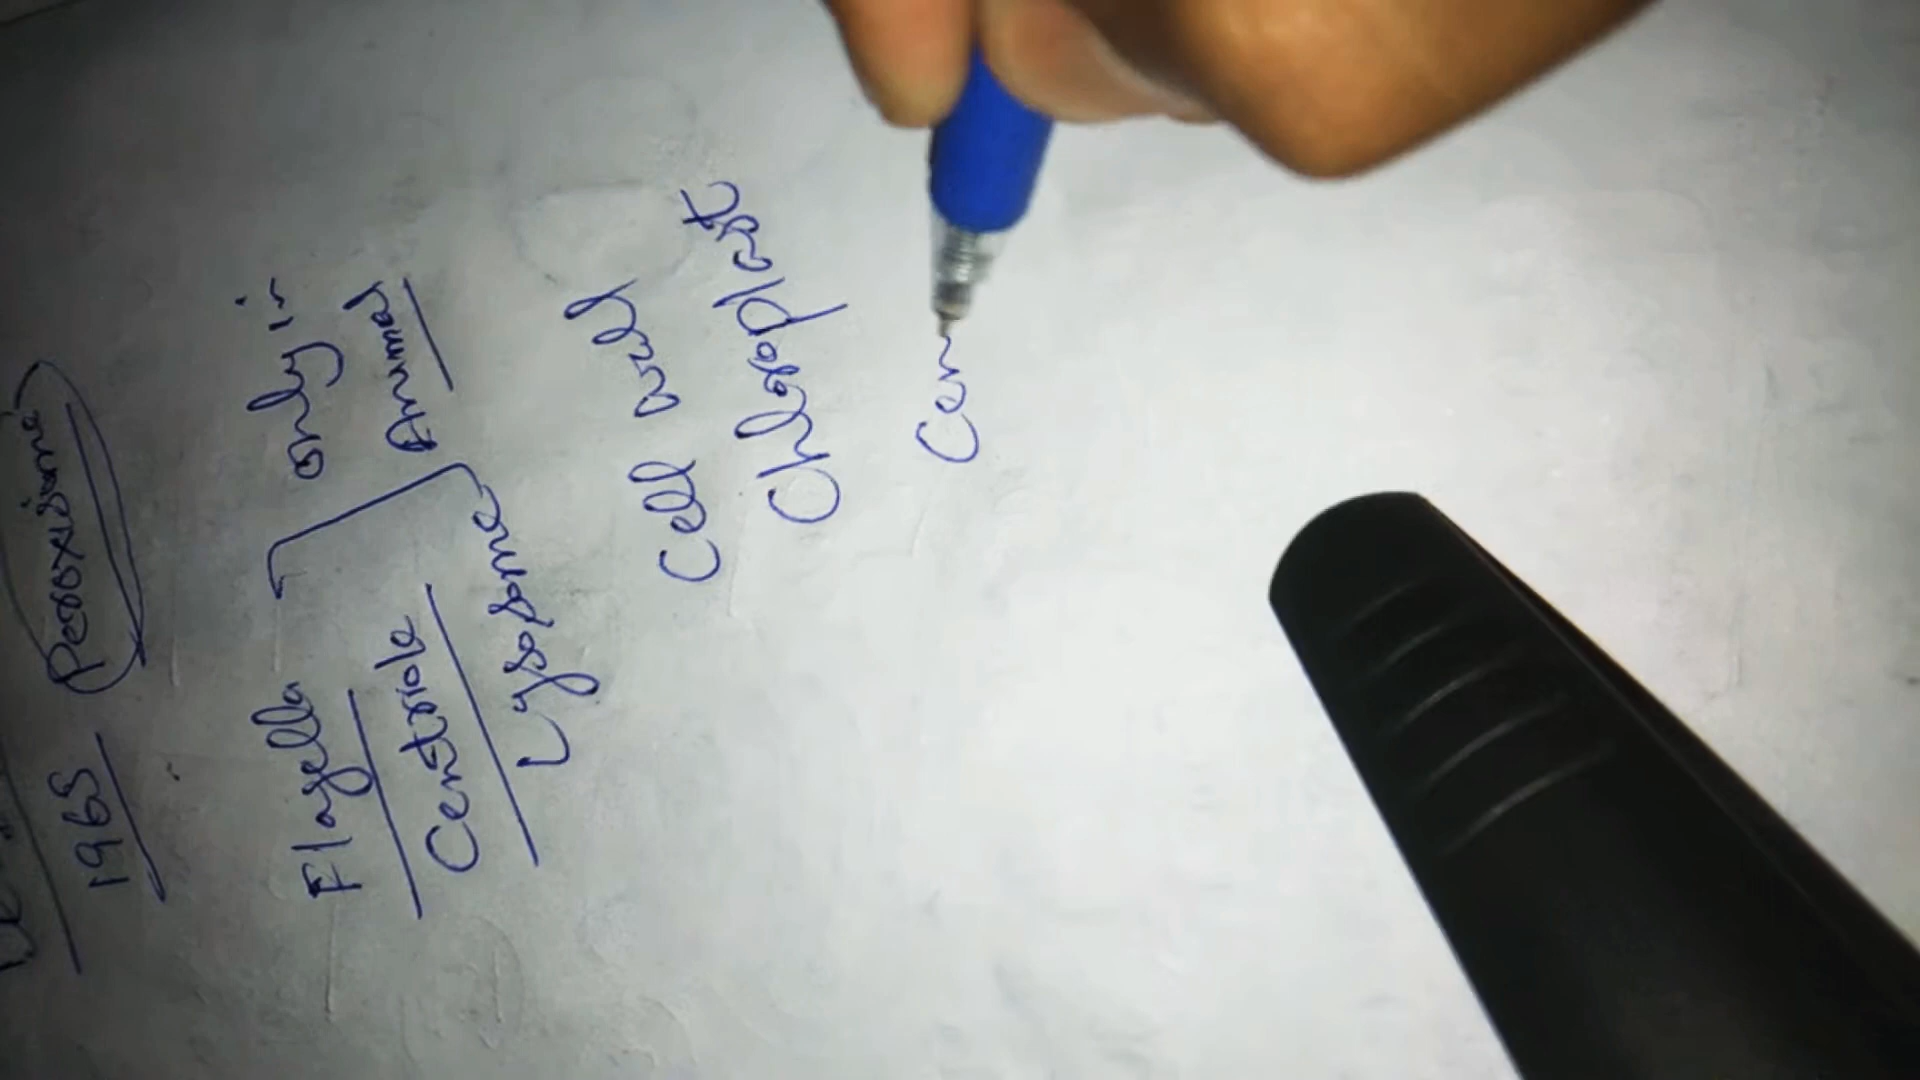 1965 Peroxisome
Flagella only in
Centriole Animal
Lysosome
Cell wall
Chloroplast
Cen